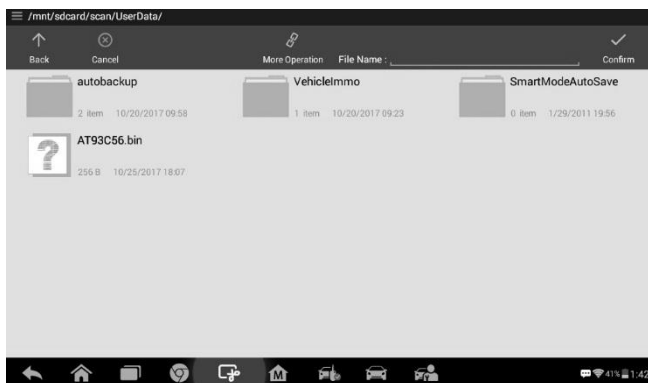 /mnt/sdcard/scan/UserData/
Back Cancel More Operation File Name : Confirm
autobackup VehicleImmo SmartModeAutoSave
2 item 10/20/2017 09:58 1 item 10/20/2017 09:23 0 item 1/29/2011 19:56
AT93C56.bin
256 B 10/25/2017 18:07
41% 1:42